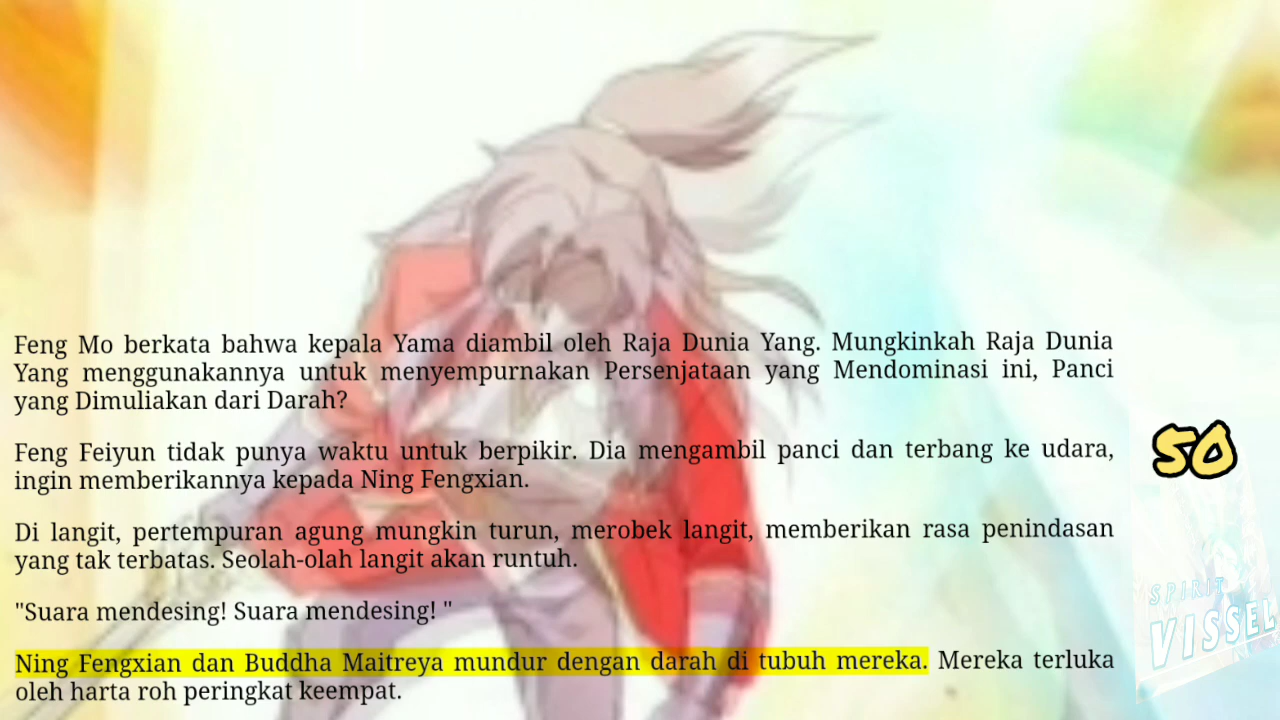 Feng Mo berkata bahwa kepala Yama diambil oleh Raja Dunia Yang. Mungkinkah Raja Dunia
Yang menggunakannya untuk menyempurnakan Persenjataan yang Mendominasi ini, Panci
yang Dimuliakan dari Darah?
Feng Feiyun tidak punya waktu untuk berpikir. Dia mengambil panci dan terbang ke udara,
ingin memberikannya kepada Ning Fengxian.
50
Di langit, pertempuran agung mungkin turun, merobek langit, memberikan rasa penindasan
yang tak terbatas. Seolah-olah langit akan runtuh.
"Suara mendesing! Suara mendesing! "
SPIRIT
VISSEL
Ning Fengxian dan Buddha Maitreya mundur dengan darah di tubuh mereka. Mereka terluka
oleh harta roh peringkat keempat.